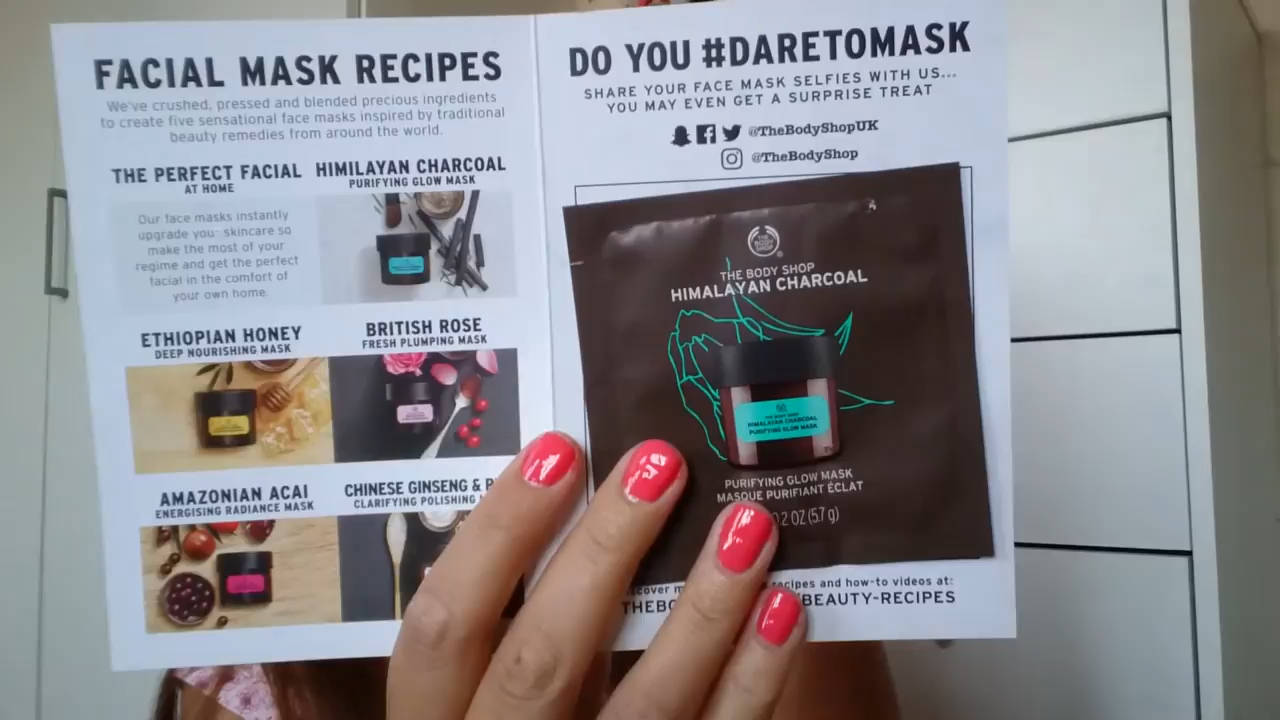 FACIAL MASK RECIPES
We've crushed, pressed and blended precious ingredients
to create five sensational face masks inspired by traditional
beauty remedies from around the world.
THE PERFECT FACIAL
AT HOME
Our face masks instantly
upgrade you skincare so
make the most of your
regime and get the perfect
facial in the comfort of
your own home.
HIMILAYAN CHARCOAL
PURIFYING GLOW MASK
ETHIOPIAN HONEY
DEEP NOURISHING MASK
BRITISH ROSE
FRESH PLUMPING MASK
AMAZONIAN ACAI
ENERGISING RADIANCE MASK
CHINESE GINSENG &
CLARIFYING POLISHING
DO YOU #DARETOMASK
SHARE YOUR FACE MASK SELFIES WITH US...
YOU MAY EVEN GET A SURPRISE TREAT
@TheBodyShopUK
@TheBodyShop
THE
BODY
SHOP
THE BODY SHOP
HIMALAYAN CHARCOAL
THE BODY SHOP
HIMALAYAN CHARCOAL
PURIFYING GLOW MASK
PURIFYING GLOW MASK
MASQUE PURIFIANT ÉCLAT
0.2 OZ (5.7 g)
recipes and how-to videos at:
BEAUTY-RECIPES